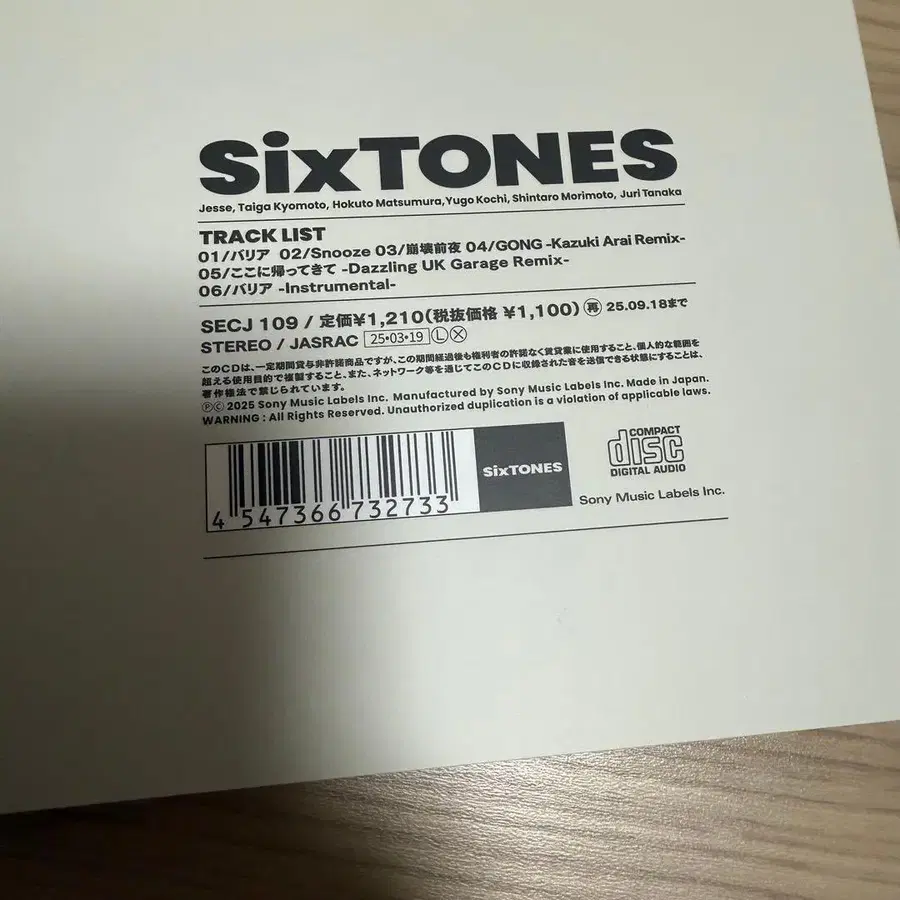 SixTONES
Jesse, Taiga Kyomoto, Hokuto Matsumura, Yugo Kochi, Shintaro Morimoto, Juri Tanaka
TRACK LIST
01/バリア 02/Snooze 03/崩壊前夜 04/GONG -Kazuki Arai Remix-
05/ここに帰ってきて -Dazzling UK Garage Remix-
06/バリア -Instrumental-
SECJ 109 / 定価¥1,210(税抜価格 ¥1,100) 再 25.09.18まで
STEREO / JASRAC 25•03•19 Ⓛ Ⓧ
このCDは、一定期間貸与非許諾商品ですが、この期間経過後も権利者の許諾なく賃貸業に使用すること、個人的な範囲を
超える使用目的で複製すること、また、ネットワーク等を通じてこのCDに収録された音を送信できる状態にすることは、
著作権法で禁じられています。
ⓅⒸ 2025 Sony Music Labels Inc. Manufactured by Sony Music Labels Inc. Made in Japan.
WARNING : All Rights Reserved. Unauthorized duplication is a violation of applicable laws.
SixTONES
COMPACT
disc
DIGITAL AUDIO
4 547366 732733
Sony Music Labels Inc.